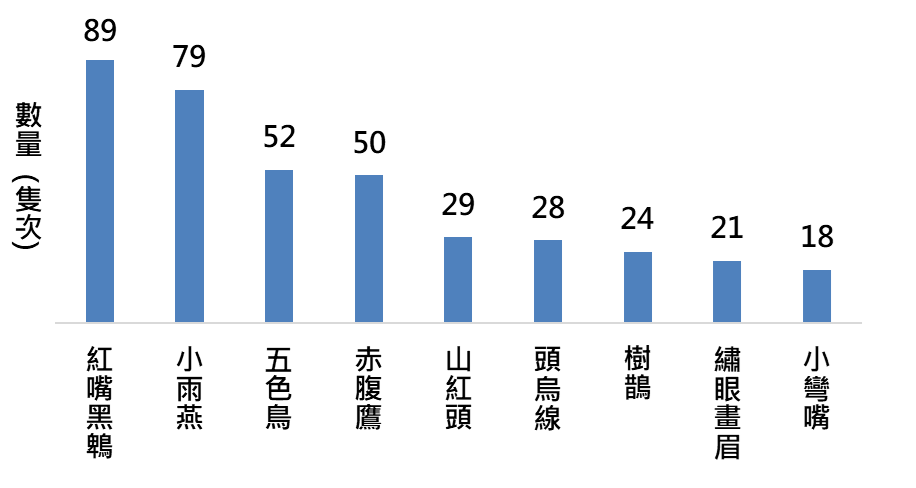 數量(隻次)
89
79
52
50
29
28
24
21
18
紅嘴黑鵯
小雨燕
五色鳥
赤腹鷹
山紅頭
頭烏線
樹鵲
繡眼畫眉
小彎嘴